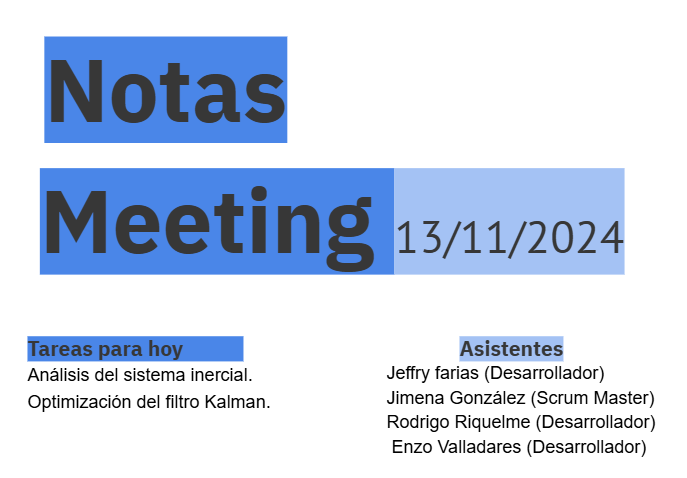 Notas
Meeting 13/11/2024
Tareas para hoy
Análisis del sistema inercial.
Optimización del filtro Kalman.
Asistentes
Jeffry farias (Desarrollador)
Jimena González (Scrum Master)
Rodrigo Riquelme (Desarrollador)
Enzo Valladares (Desarrollador)